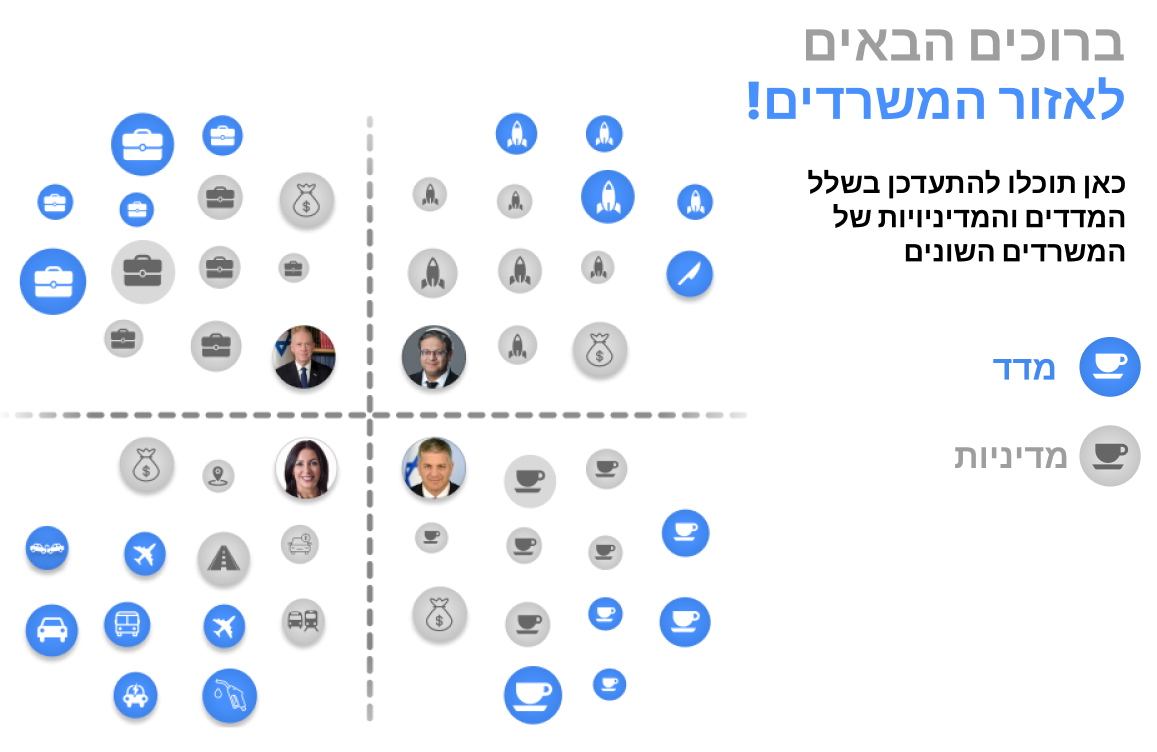 ברוכים הבאים
לאזור המשרדים!
כאן תוכלו להתעדכן בשלל
המדדים והמדיניויות של
המשרדים השונים
מדד
מדיניות